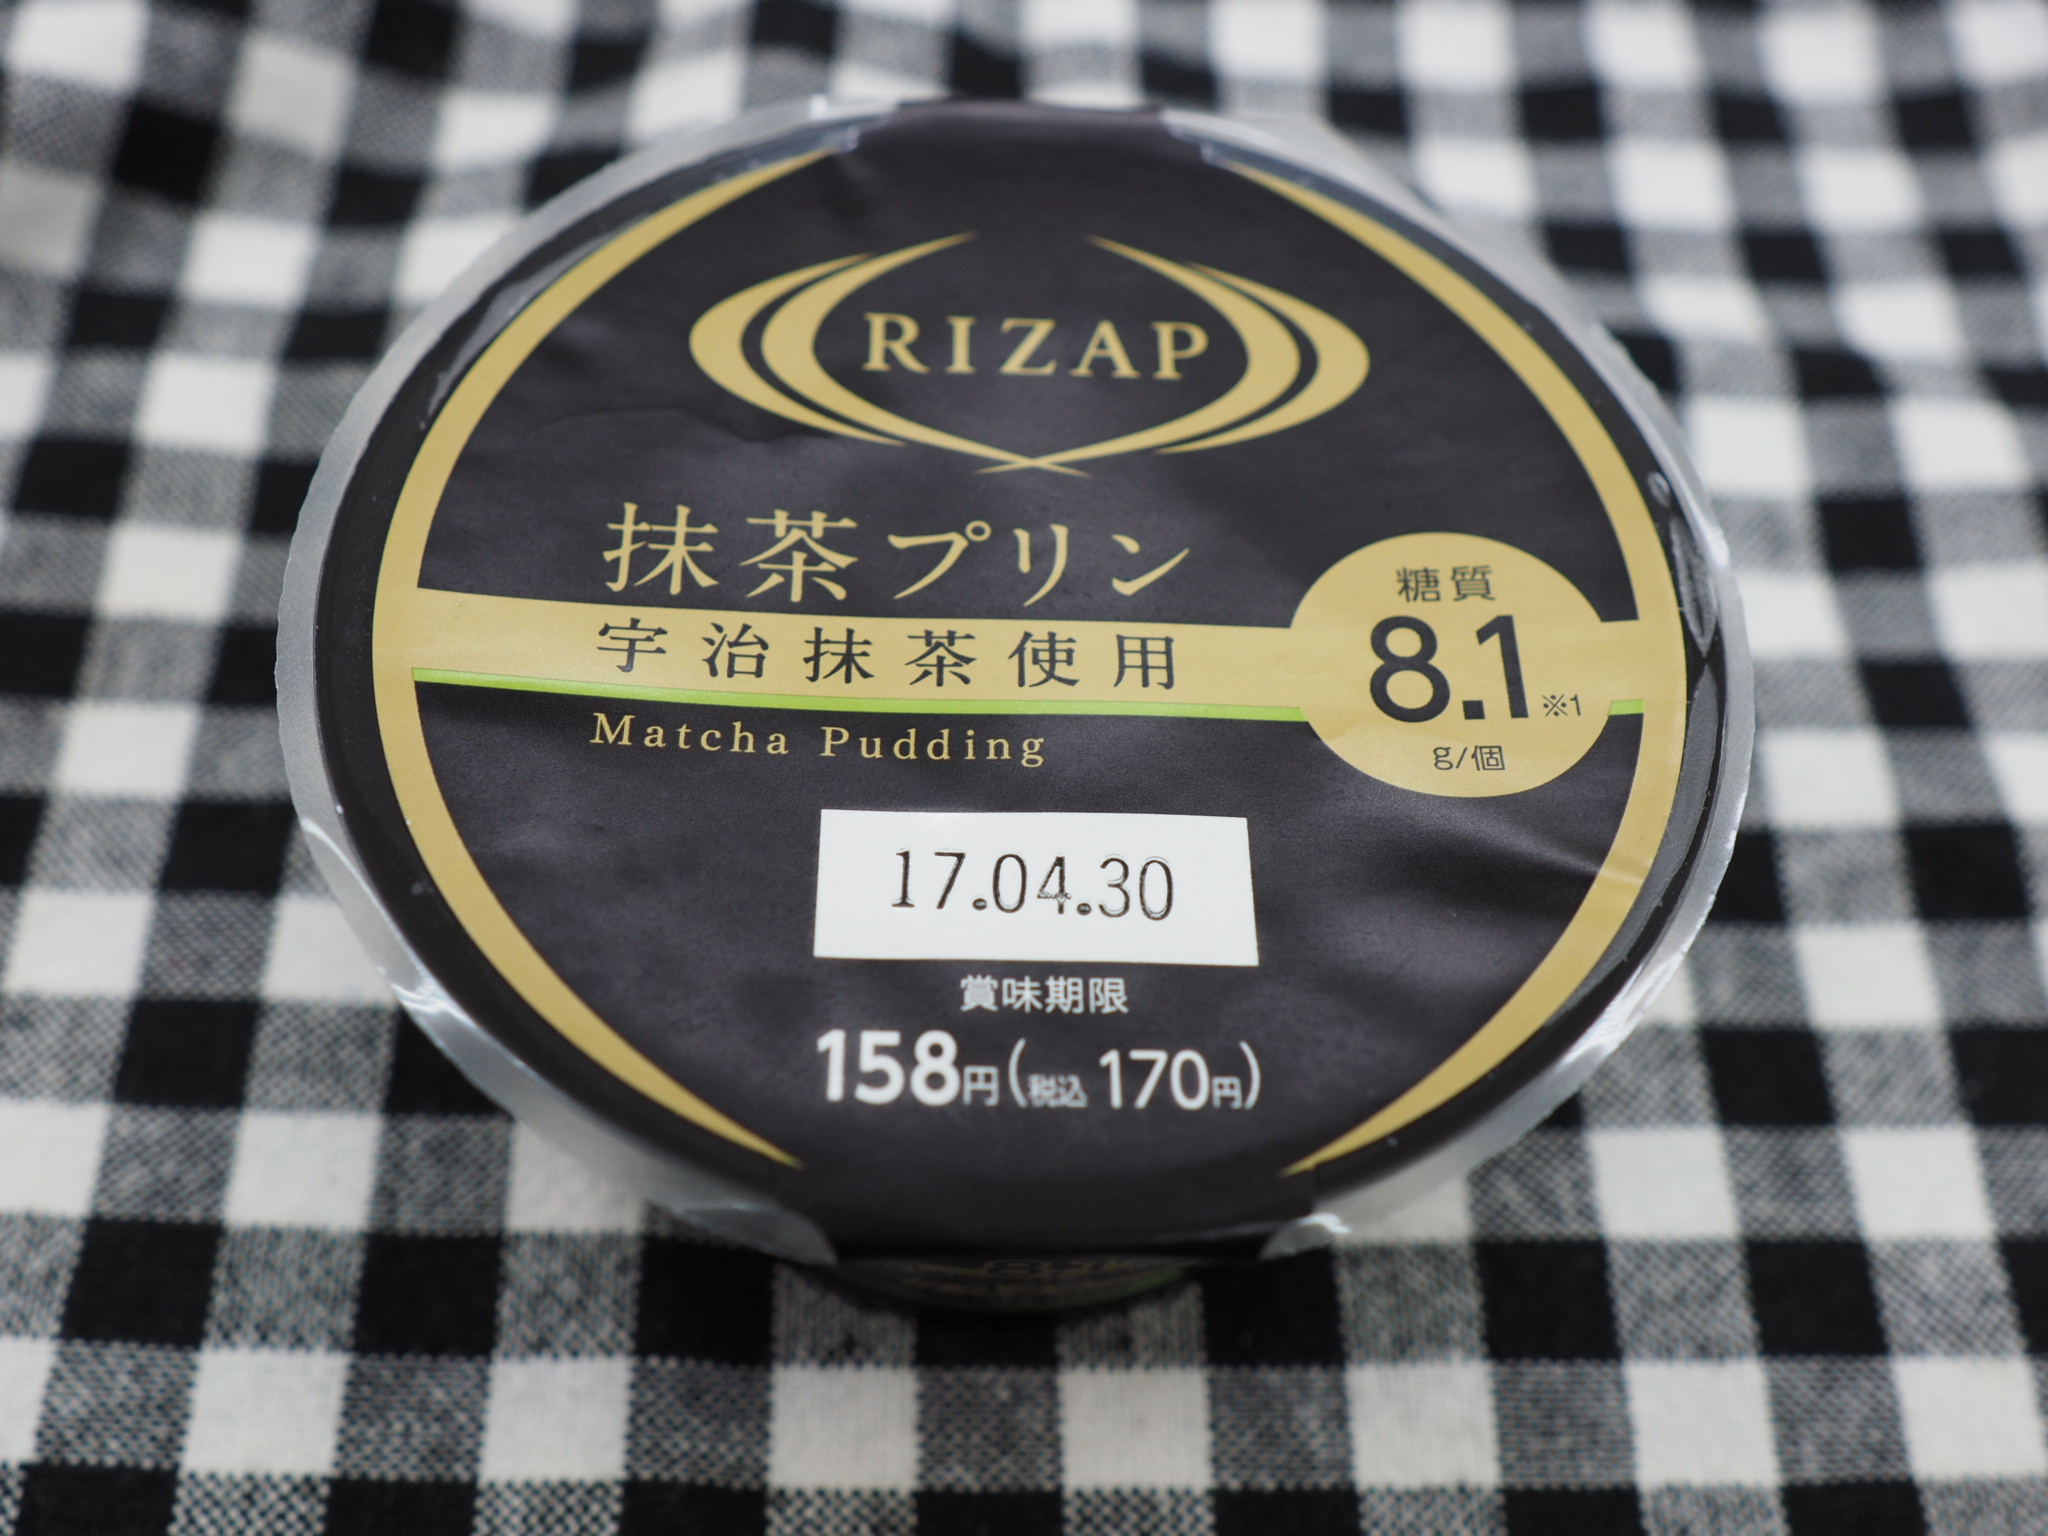 RIZAP
抹茶プリン
宇治抹茶使用
Matcha Pudding
糖質
8.1※1
g/個
17.04.30
賞味期限
158円(税込 170円)